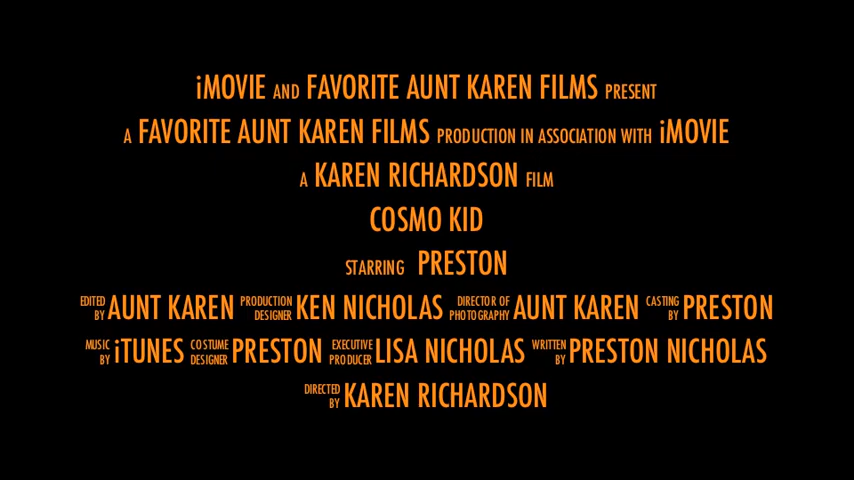 iMOVIE AND FAVORITE AUNT KAREN FILMS PRESENT
A FAVORITE AUNT KAREN FILMS PRODUCTION IN ASSOCIATION WITH iMOVIE
A KAREN RICHARDSON FILM
COSMO KID
STARRING PRESTON
EDITED BY AUNT KAREN PRODUCTION DESIGNER KEN NICHOLAS DIRECTOR OF PHOTOGRAPHY AUNT KAREN CASTING BY PRESTON
MUSIC BY iTUNES COSTUME DESIGNER PRESTON EXECUTIVE PRODUCER LISA NICHOLAS WRITTEN BY PRESTON NICHOLAS
DIRECTED BY KAREN RICHARDSON